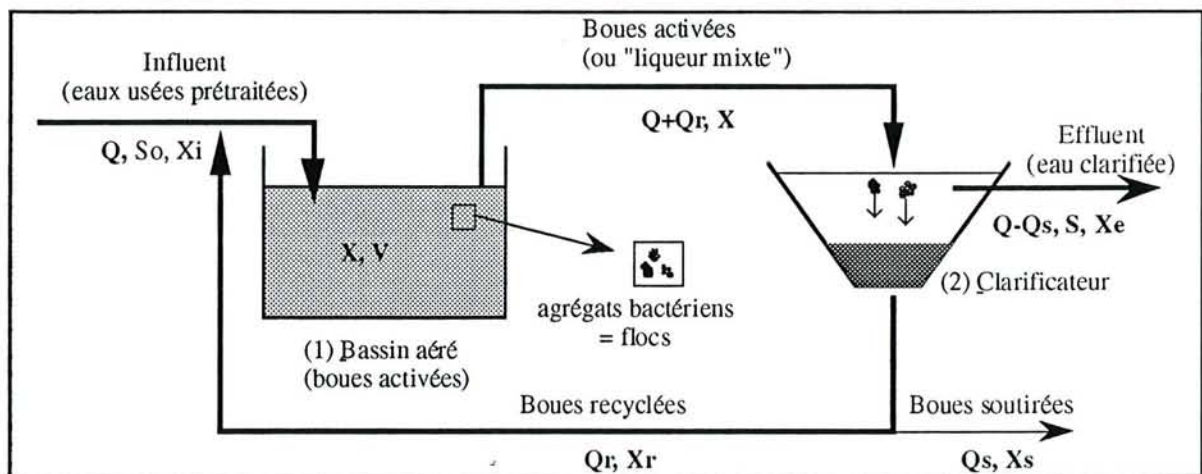 Influent
(eaux usées prétraitées)
Q, So, Xi
Boues activées
(ou "liqueur mixte")
Q+Qr, X
Effluent
(eau clarifiée)
Q-Qs, S, Xe
X, V
agrégats bactériens
= flocs
(2) Clarificateur
(1) Bassin aéré
(boues activées)
Boues recyclées
Boues soutirées
Qr, Xr
Qs, Xs